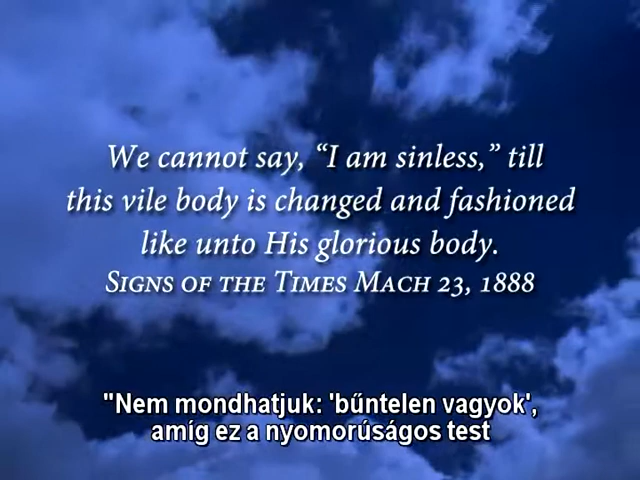 We cannot say, “I am sinless,” till
this vile body is changed and fashioned
like unto His glorious body.
SIGNS OF THE TIMES MACH 23, 1888
"Nem mondhatjuk: 'bűntelen vagyok',
amíg ez a nyomorúságos test